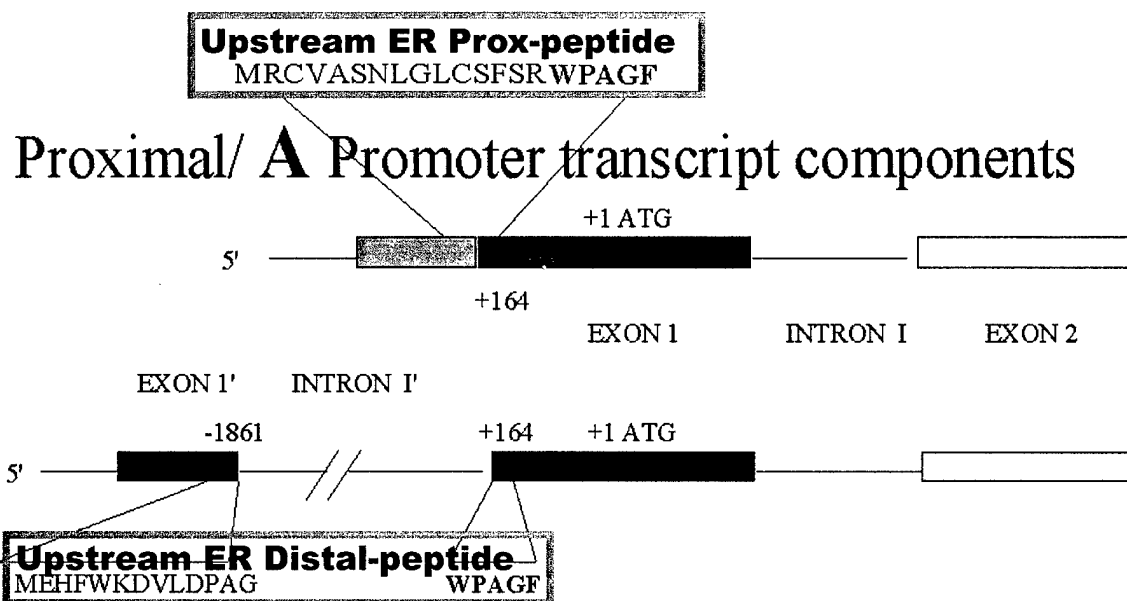 Upstream ER Prox-peptide
MRCVASNLGLCSFSRWPAGF
Proximal/ A Promoter transcript components
+1 ATG
5'
+164
EXON 1 INTRON I EXON 2
EXON 1' INTRON I'
-1861 +164 +1 ATG
5'
Upstream ER Distal-peptide
MEHFWKDVLDPAG WPAGF